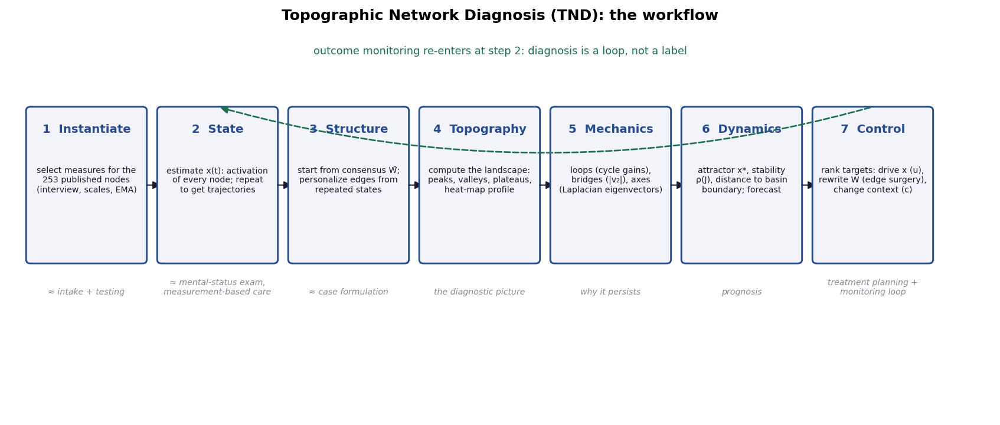 Topographic Network Diagnosis (TND): the workflow
outcome monitoring re-enters at step 2: diagnosis is a loop, not a label
1 Instantiate
select measures for the
253 published nodes
(interview, scales, EMA)
≈ intake + testing
2 State
estimate x(t): activation
of every node; repeat
to get trajectories
≈ mental-status exam,
measurement-based care
3 Structure
start from consensus W̄;
personalize edges from
repeated states
≈ case formulation
4 Topography
compute the landscape:
peaks, valleys, plateaus,
heat-map profile
the diagnostic picture
5 Mechanics
loops (cycle gains),
bridges (|v₂|), axes
(Laplacian eigenvectors)
why it persists
6 Dynamics
attractor x*, stability
ρ(J), distance to basin
boundary; forecast
prognosis
7 Control
rank targets: drive x (u),
rewrite W (edge surgery),
change context (c)
treatment planning +
monitoring loop